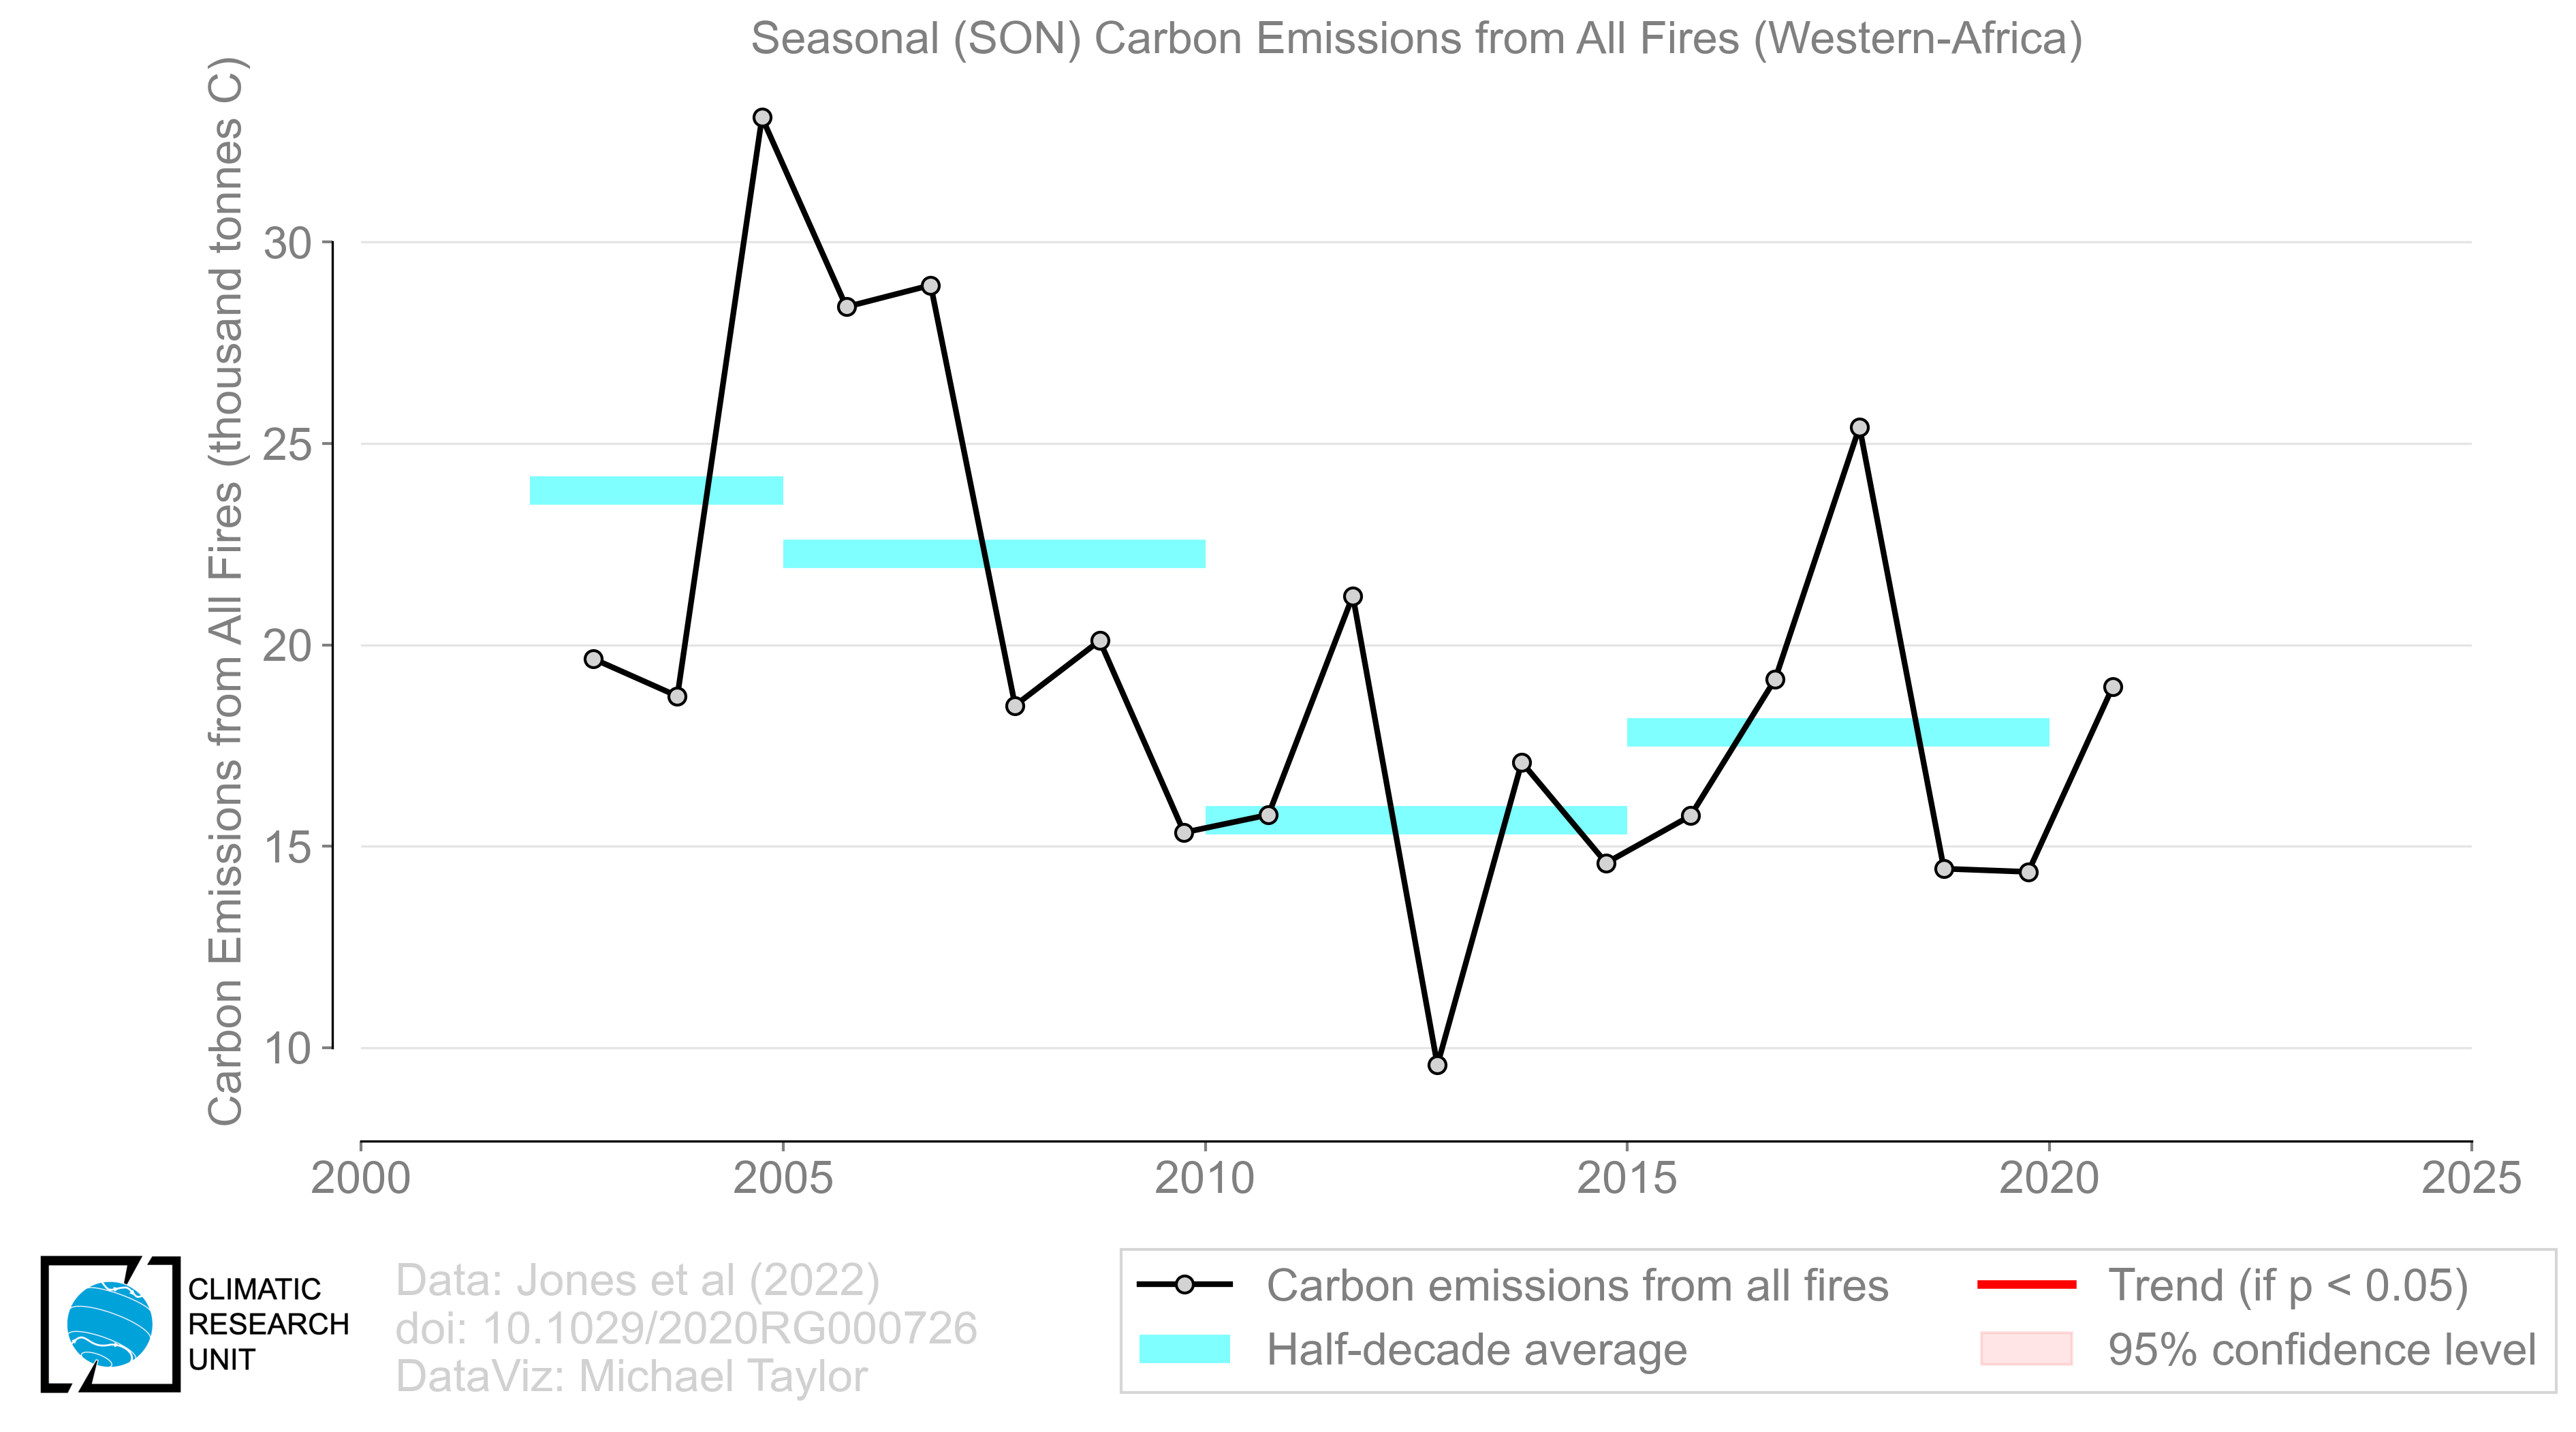 Seasonal (SON) Carbon Emissions from All Fires (Western-Africa)
Carbon Emissions from All Fires (thousand tonnes C)
30
25
20
15
10
2000 2005 2010 2015 2020 2025
CLIMATIC
RESEARCH
UNIT
Data: Jones et al (2022)
doi: 10.1029/2020RG000726
DataViz: Michael Taylor
Carbon emissions from all fires
Half-decade average
Trend (if p < 0.05)
95% confidence level